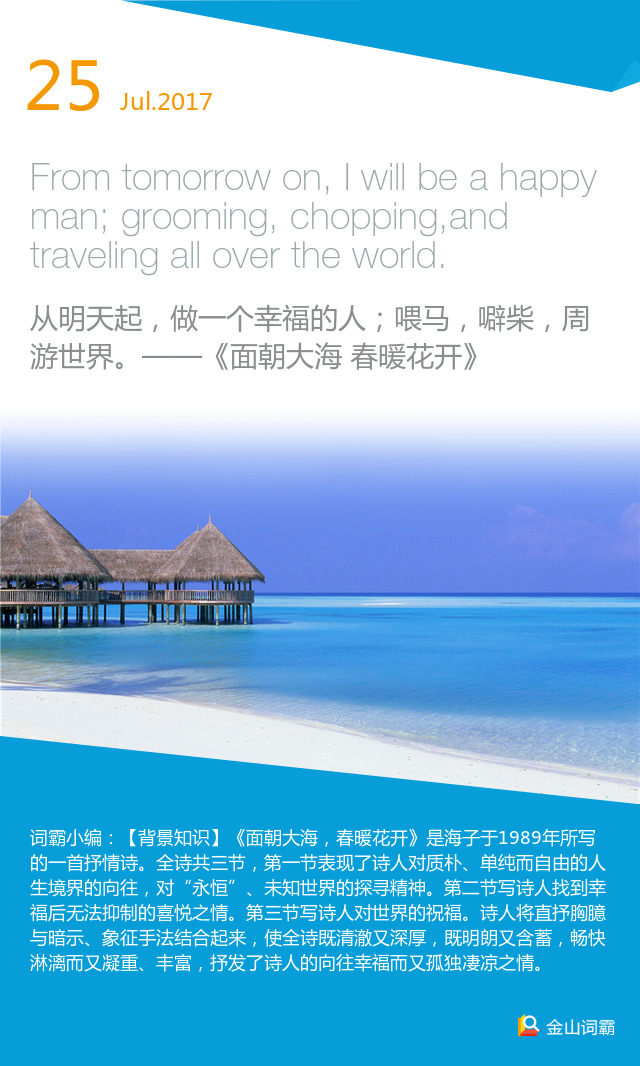 25 Jul.2017
From tomorrow on, I will be a happy
man; grooming, chopping,and
traveling all over the world.
从明天起，做一个幸福的人；喂马，噼柴，周
游世界。——《面朝大海 春暖花开》
词霸小编：【背景知识】《面朝大海，春暖花开》是海子于1989年所写
的一首抒情诗。全诗共三节，第一节表现了诗人对质朴、单纯而自由的人
生境界的向往，对“永恒”、未知世界的探寻精神。第二节写诗人找到幸
福后无法抑制的喜悦之情。第三节写诗人对世界的祝福。诗人将直抒胸臆
与暗示、象征手法结合起来，使全诗既清澈又深厚，既明朗又含蓄，畅快
淋漓而又凝重、丰富，抒发了诗人的向往幸福而又孤独凄凉之情。
金山词霸